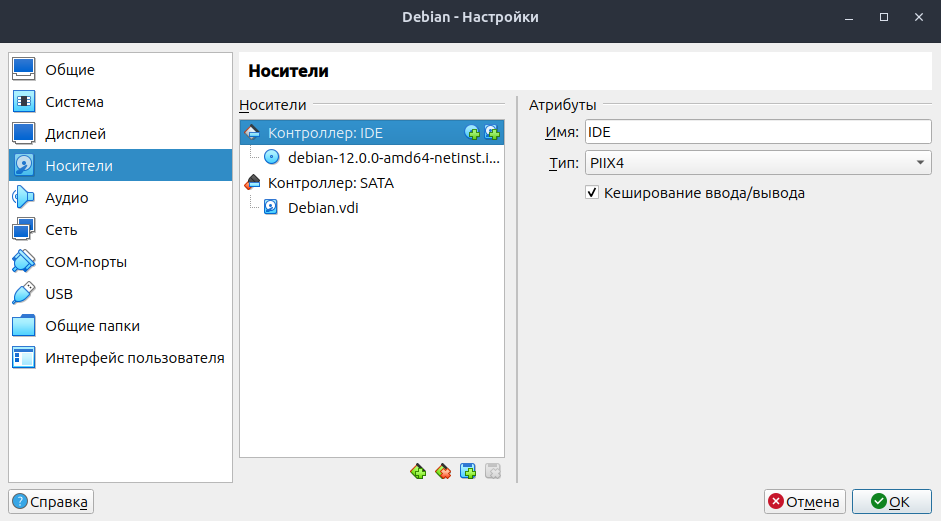 Debian - Настройки
Общие
Система
Дисплей
Носители
Аудио
Сеть
COM-порты
USB
Общие папки
Интерфейс пользователя
Носители
Носители
Контроллер: IDE
debian-12.0.0-amd64-netinst.i...
Контроллер: SATA
Debian.vdi
Атрибуты
Имя: IDE
Тип: PIIX4
Кеширование ввода/вывода
Справка
Отмена
OK